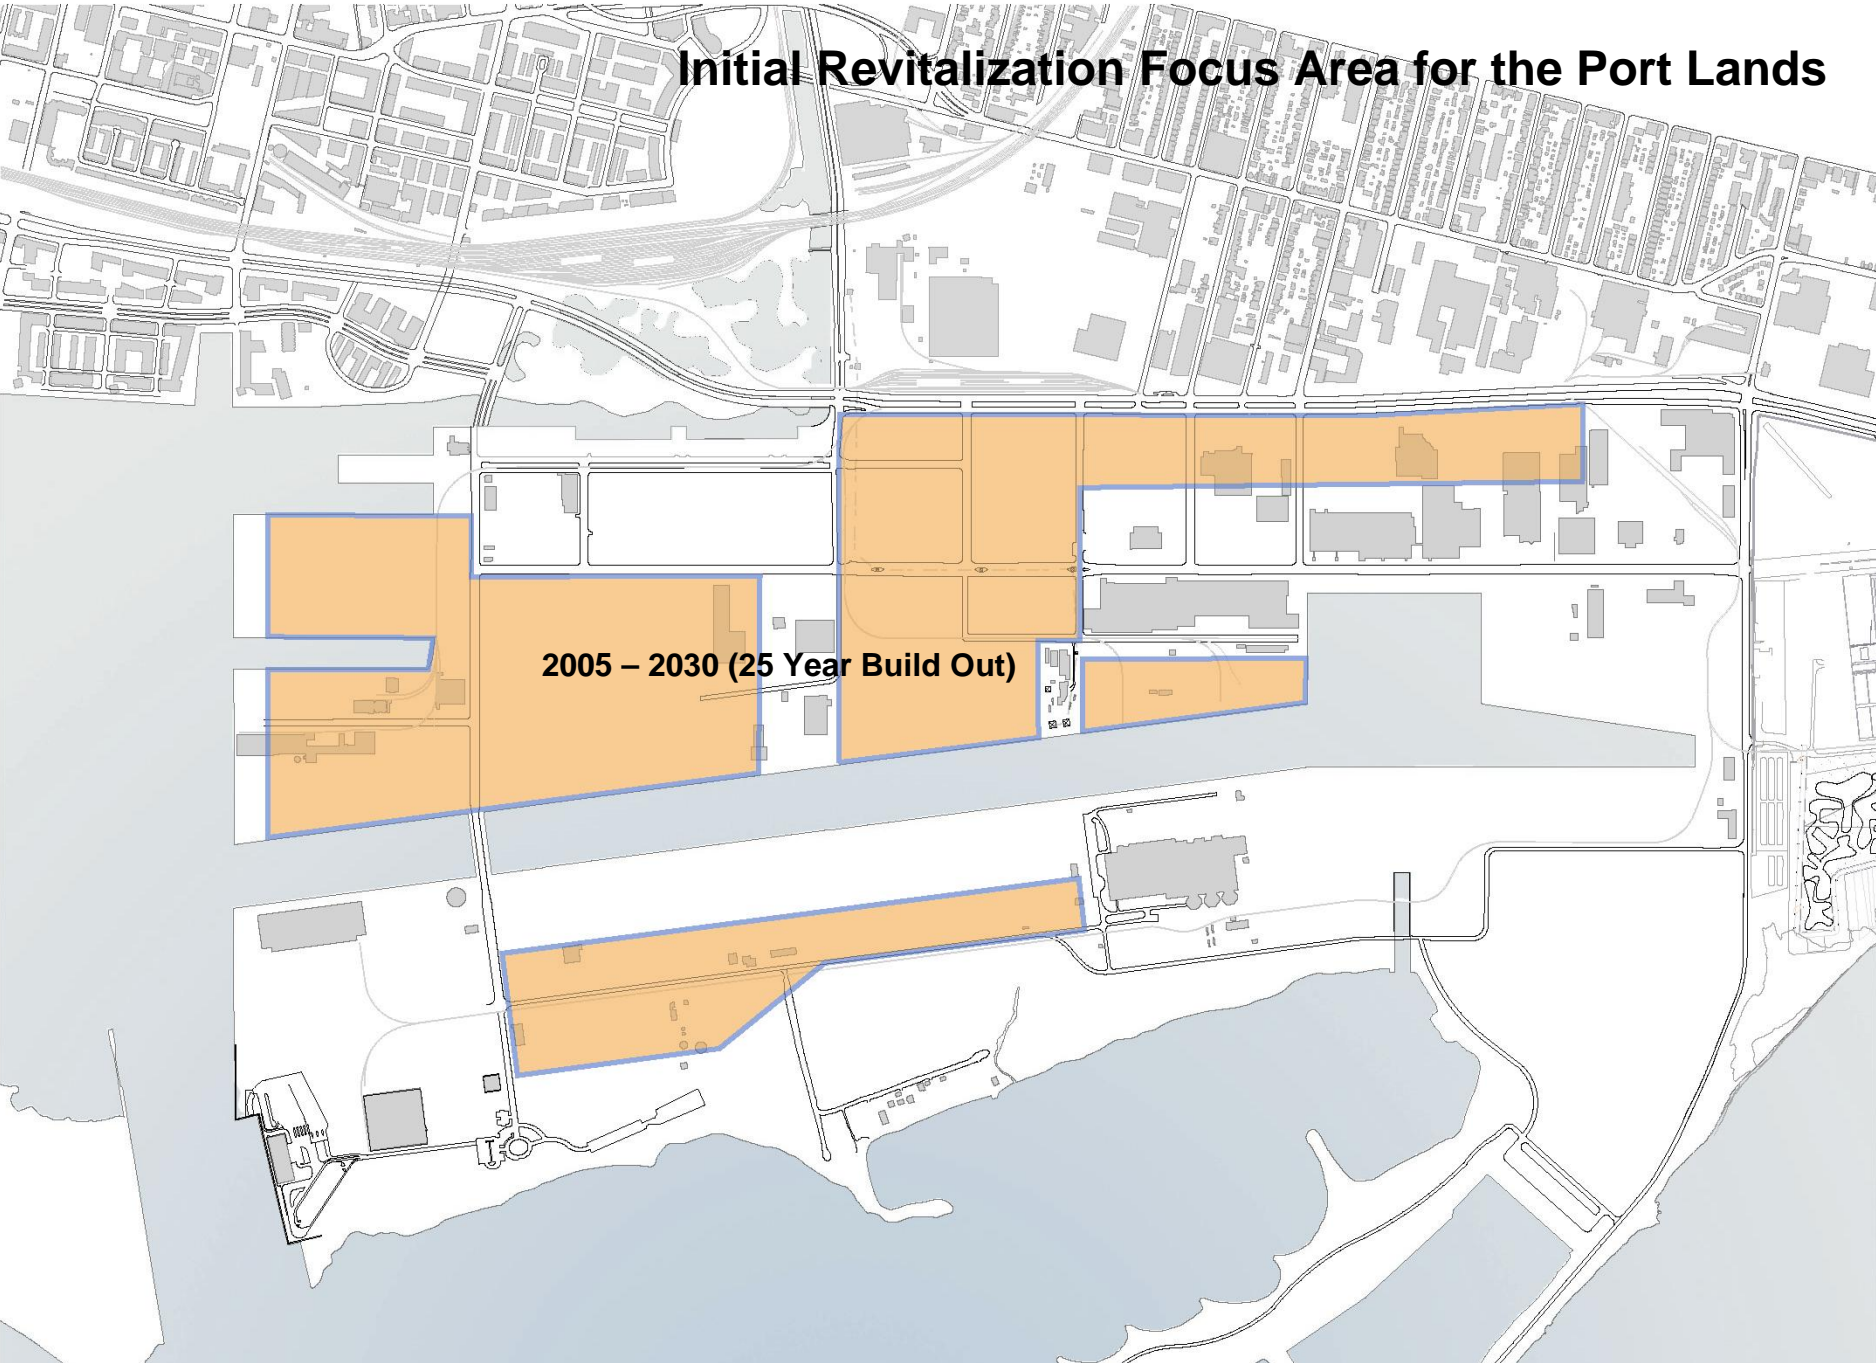 Initial Revitalization Focus Area for the Port Lands
2005 – 2030 (25 Year Build Out)